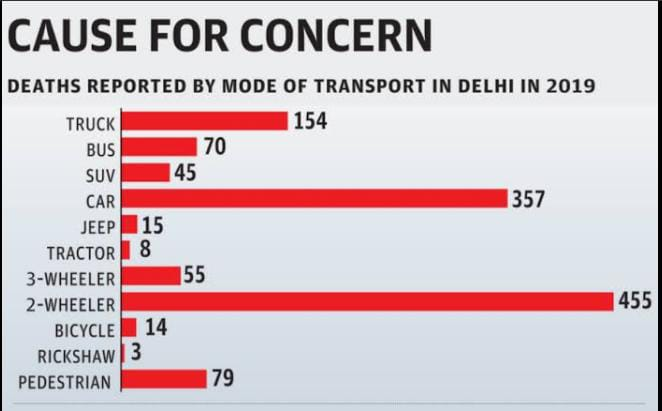 CAUSE FOR CONCERN
DEATHS REPORTED BY MODE OF TRANSPORT IN DELHI IN 2019
TRUCK 154
BUS 70
SUV 45
CAR 357
JEEP 15
TRACTOR 8
3-WHEELER 55
2-WHEELER 455
BICYCLE 14
RICKSHAW 3
PEDESTRIAN 79